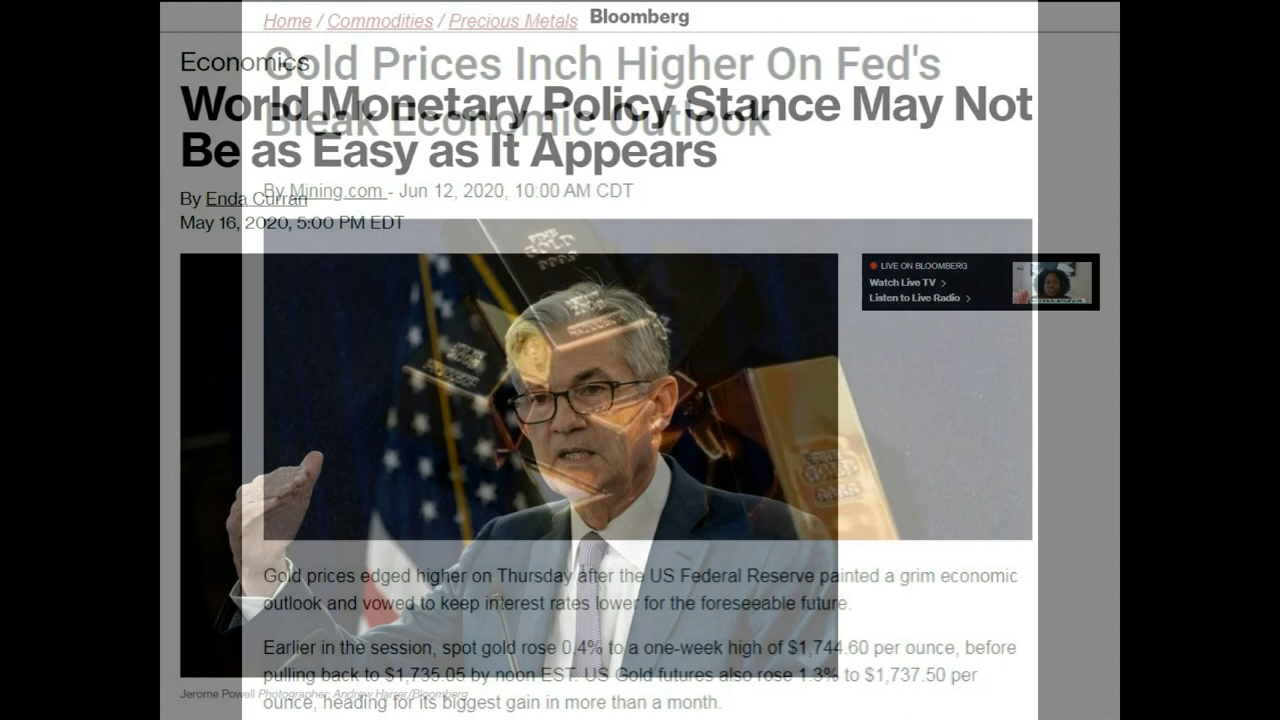 Home / Commodities / Precious Metals
Bloomberg
Gold Prices Inch Higher On Fed's
Bleak Economic Outlook
By Mining.com - Jun 12, 2020, 10:00 AM CDT
Economics
World Monetary Policy Stance May Not
Be as Easy as It Appears
By Enda Curran
May 16, 2020, 5:00 PM EDT
LIVE ON BLOOMBERG
Watch Live TV >
Listen to Live Radio >
FINE
GOLD
Gold prices edged higher on Thursday after the US Federal Reserve painted a grim economic
outlook and vowed to keep interest rates lower for the foreseeable future.
Earlier in the session, spot gold rose 0.4% to a one-week high of $1,744.60 per ounce, before
pulling back to $1,735.05 by noon EST. US Gold futures also rose 1.3% to $1,737.50 per
ounce, heading for its biggest gain in more than a month.
Jerome Powell Photographer: Andrew Harrer/Bloomberg